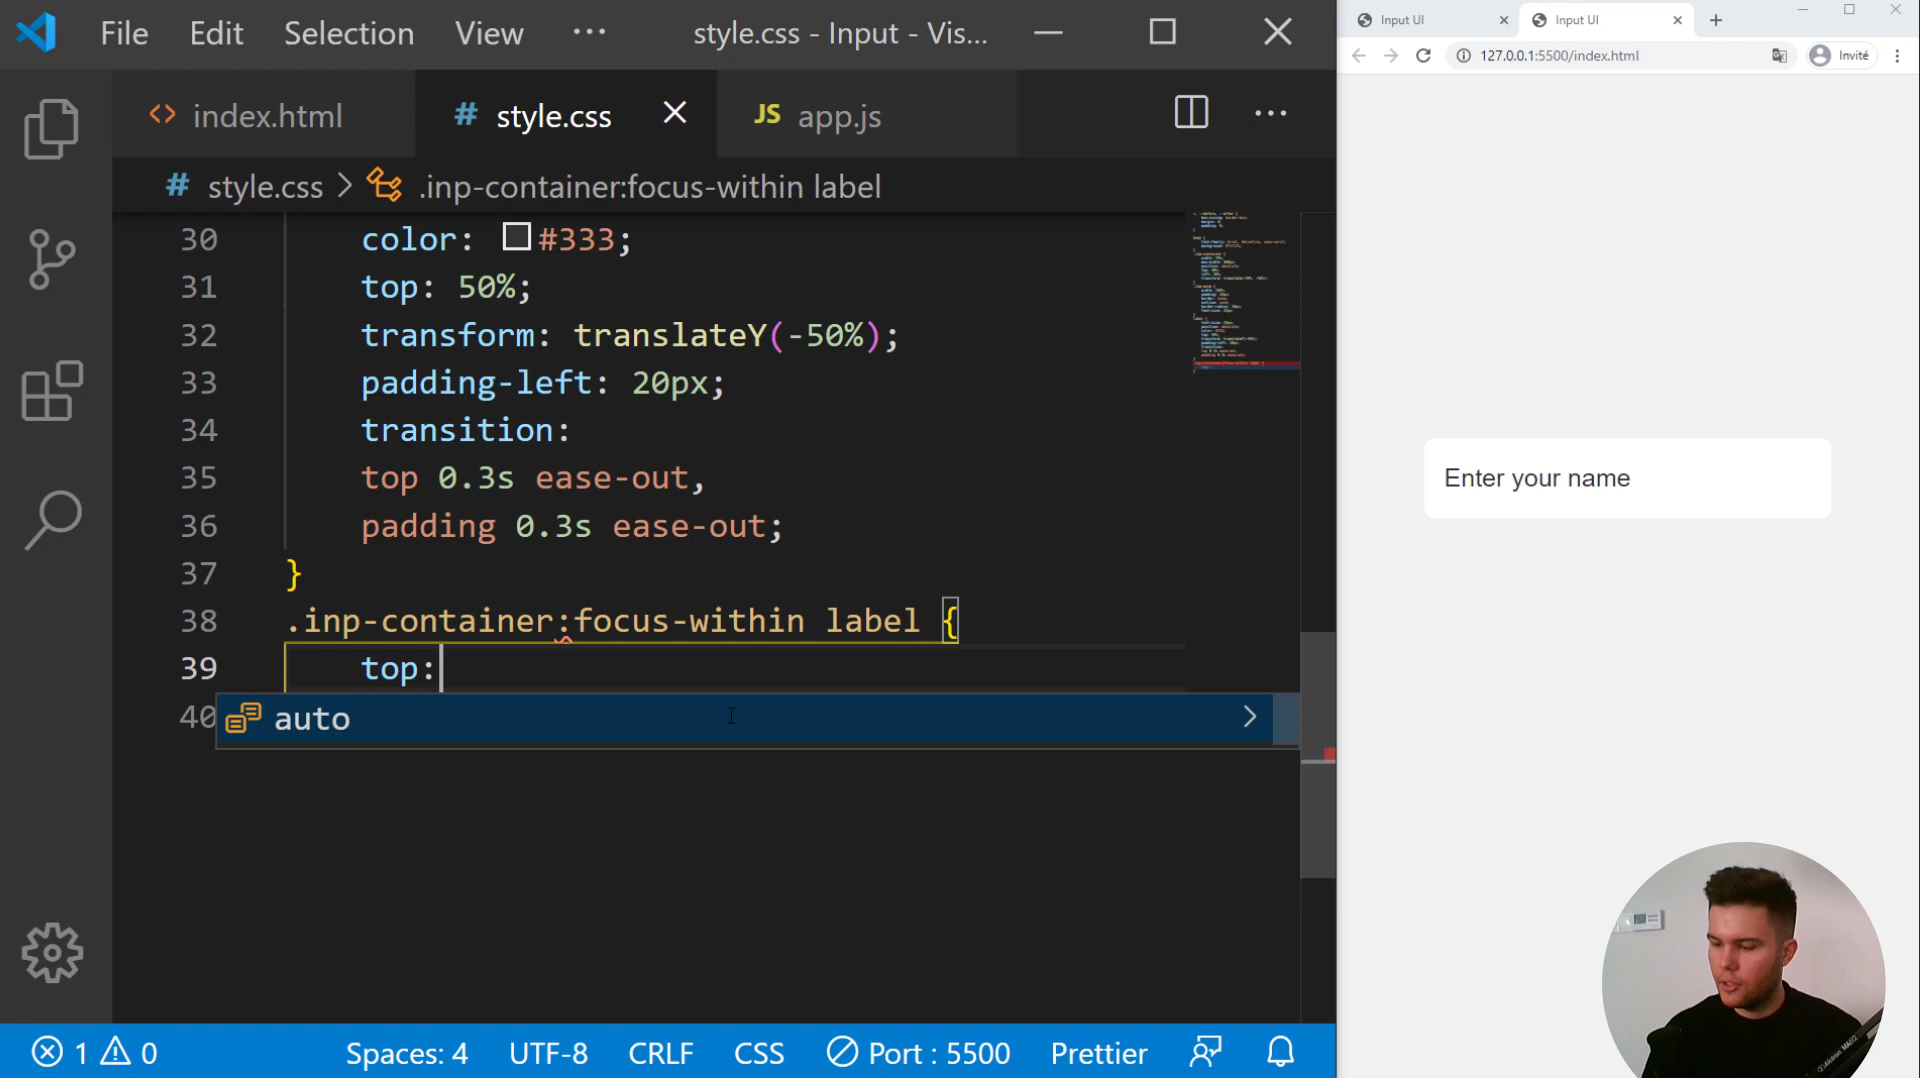 File Edit Selection View ··· style.css - Input - Vis...
index.html # style.css JS app.js ···
# style.css > .inp-container:focus-within label
30 color: #333;
31 top: 50%;
32 transform: translateY(-50%);
33 padding-left: 20px;
34 transition:
35 top 0.3s ease-out,
36 padding 0.3s ease-out;
37 }
38 .inp-container:focus-within label {
39 top:
40
auto
1 0 Spaces: 4 UTF-8 CRLF CSS Port : 5500 Prettier
Input UI Input UI
127.0.0.1:5500/index.html Invité
Enter your name